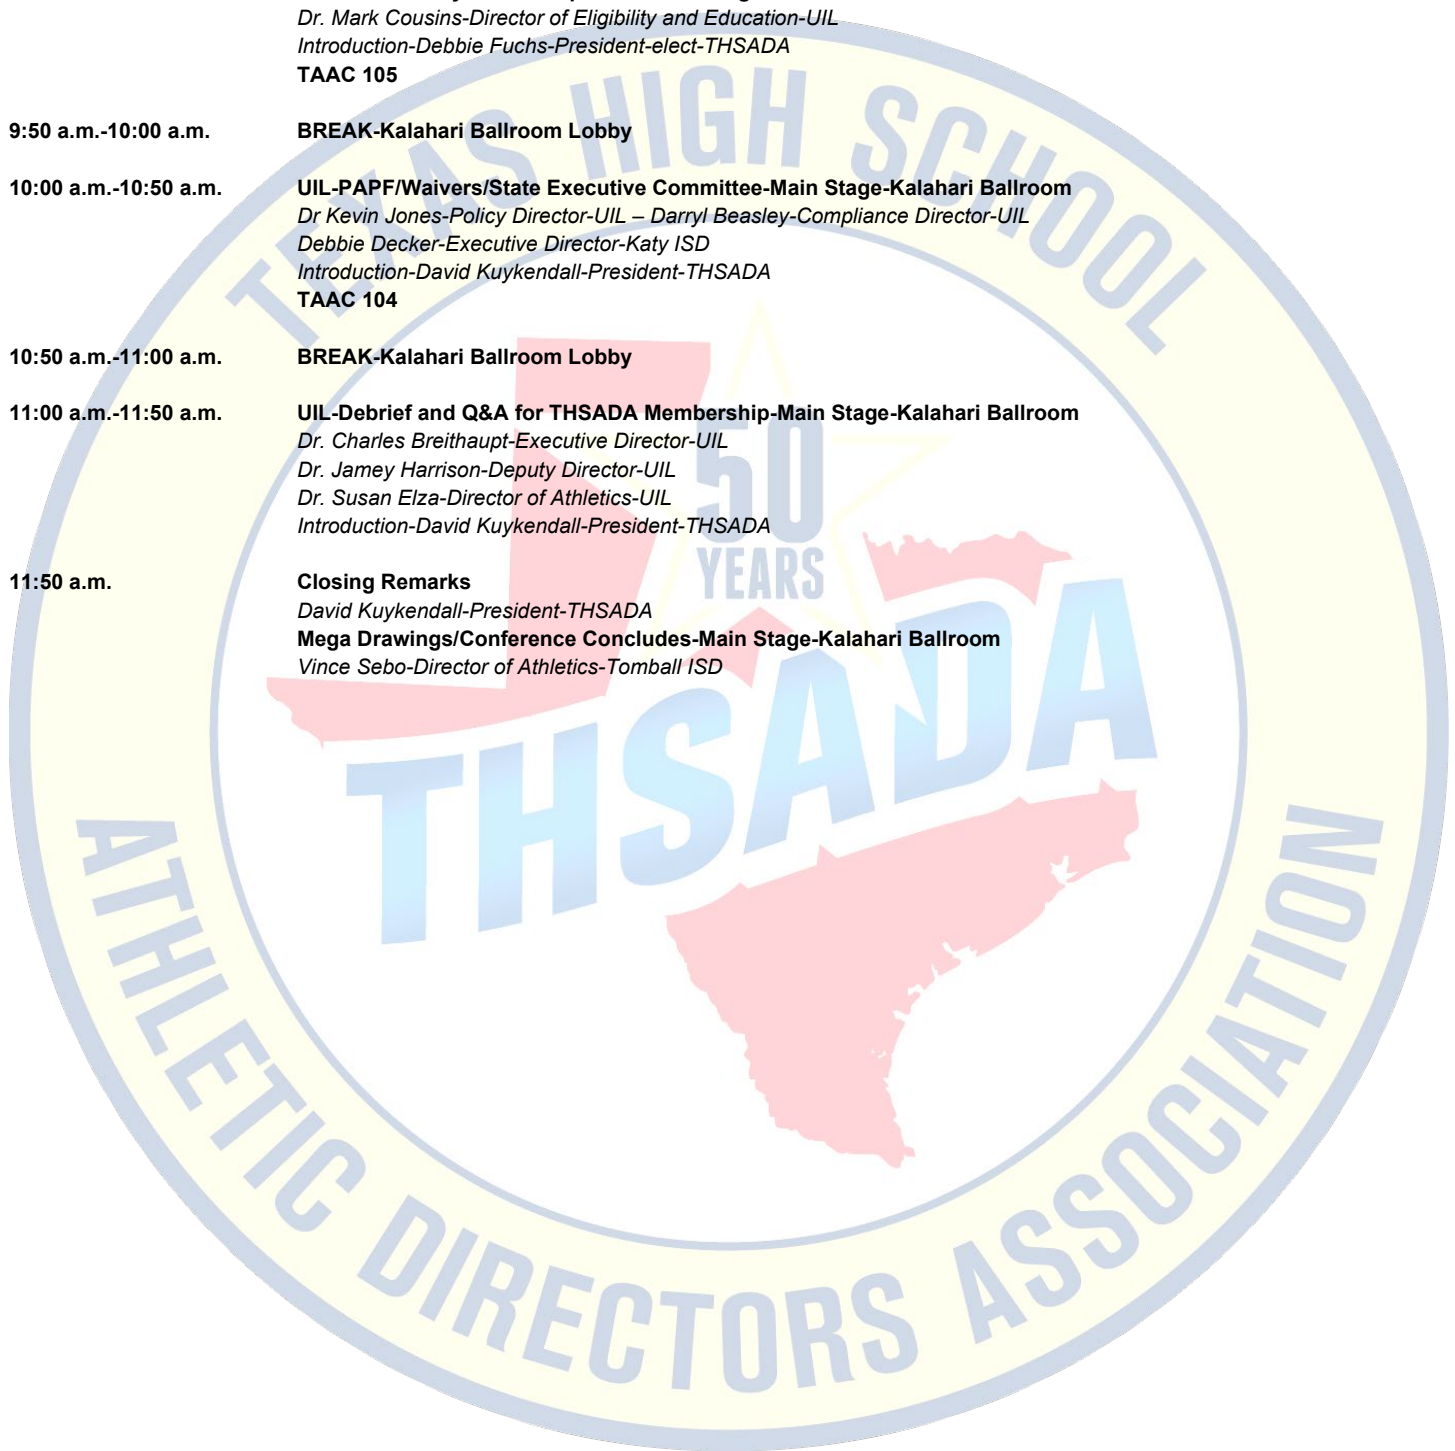 Dr. Mark Cousins-Director of Eligibility and Education-UIL
Introduction-Debbie Fuchs-President-elect-THSADA
TAAC 105
9:50 a.m.-10:00 a.m. BREAK-Kalahari Ballroom Lobby
10:00 a.m.-10:50 a.m. UIL-PAPF/Waivers/State Executive Committee-Main Stage-Kalahari Ballroom
Dr Kevin Jones-Policy Director-UIL – Darryl Beasley-Compliance Director-UIL
Debbie Decker-Executive Director-Katy ISD
Introduction-David Kuykendall-President-THSADA
TAAC 104
10:50 a.m.-11:00 a.m. BREAK-Kalahari Ballroom Lobby
11:00 a.m.-11:50 a.m. UIL-Debrief and Q&A for THSADA Membership-Main Stage-Kalahari Ballroom
Dr. Charles Breithaupt-Executive Director-UIL
Dr. Jamey Harrison-Deputy Director-UIL
Dr. Susan Elza-Director of Athletics-UIL
Introduction-David Kuykendall-President-THSADA
11:50 a.m. Closing Remarks
David Kuykendall-President-THSADA
Mega Drawings/Conference Concludes-Main Stage-Kalahari Ballroom
Vince Sebo-Director of Athletics-Tomball ISD
TEXAS HIGH SCHOOL
50
YEARS
THSADA
ATHLETIC DIRECTORS ASSOCIATION